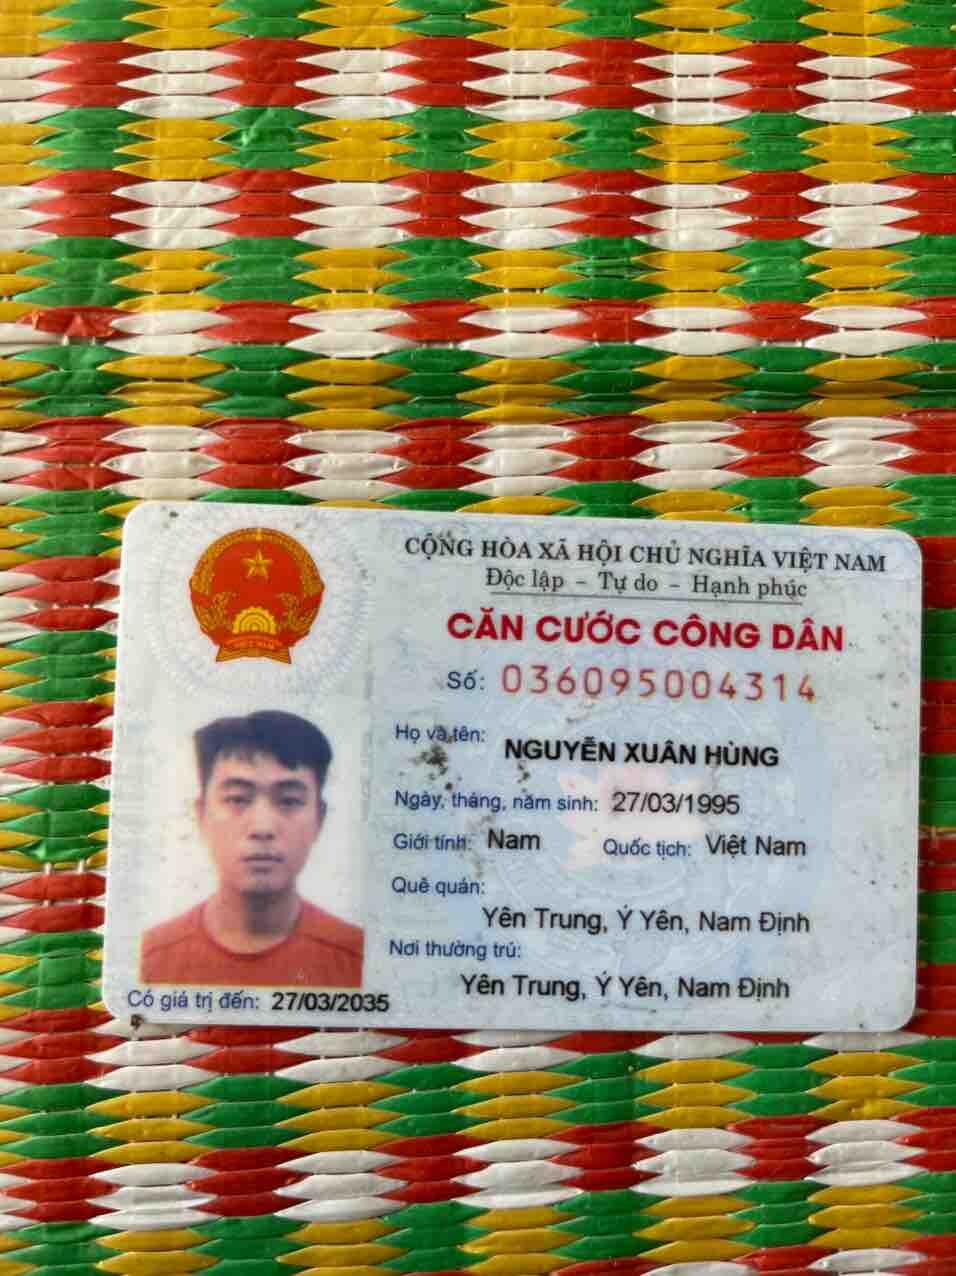 CỘNG HÒA XÃ HỘI CHỦ NGHĨA VIỆT NAM
Độc lập - Tự do - Hạnh phúc
CĂN CƯỚC CÔNG DÂN
Số: 036095004314
Họ và tên:
NGUYỄN XUÂN HÙNG
Ngày, tháng, năm sinh: 27/03/1995
Giới tính: Nam Quốc tịch: Việt Nam
Quê quán:
Yên Trung, Ý Yên, Nam Định
Nơi thường trú:
Yên Trung, Ý Yên, Nam Định
Có giá trị đến: 27/03/2035